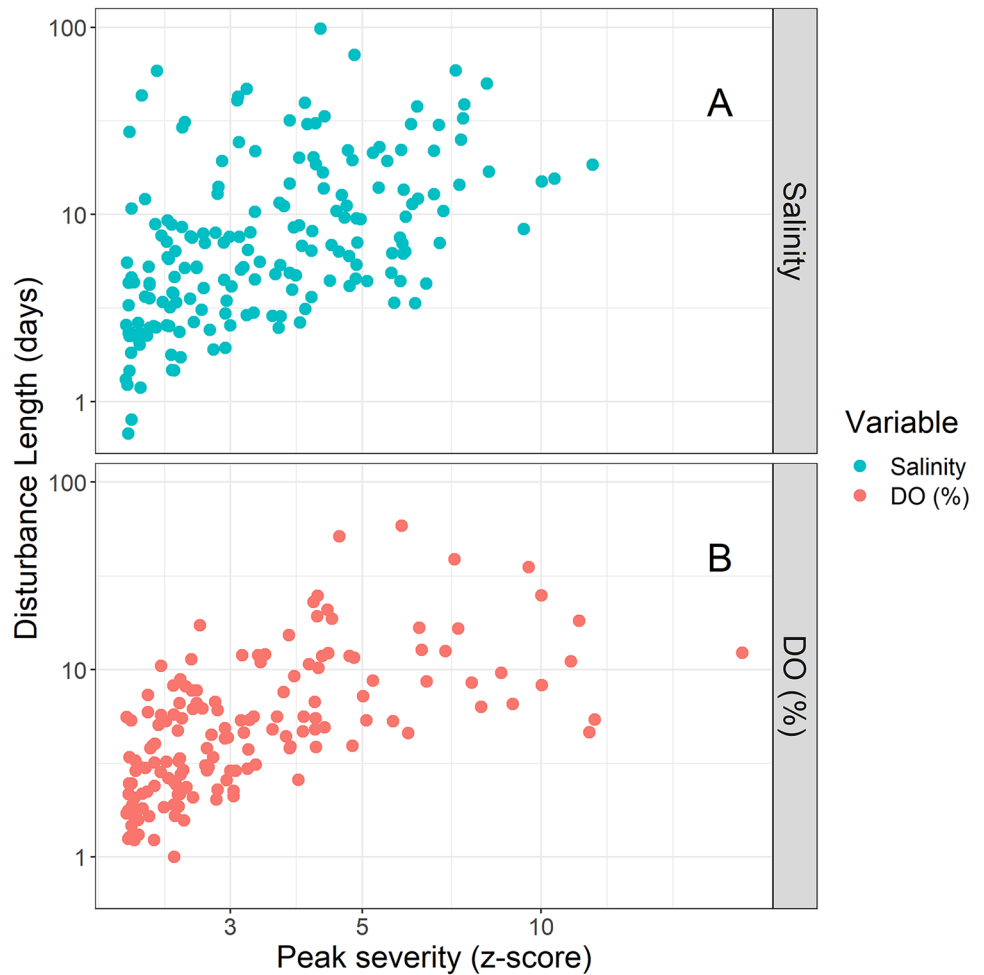 100
10
1
A
Salinity
100
10
1
B
DO (%)
3 5 10
Peak severity (z-score)
Disturbance Length (days)
Variable
Salinity
DO (%)